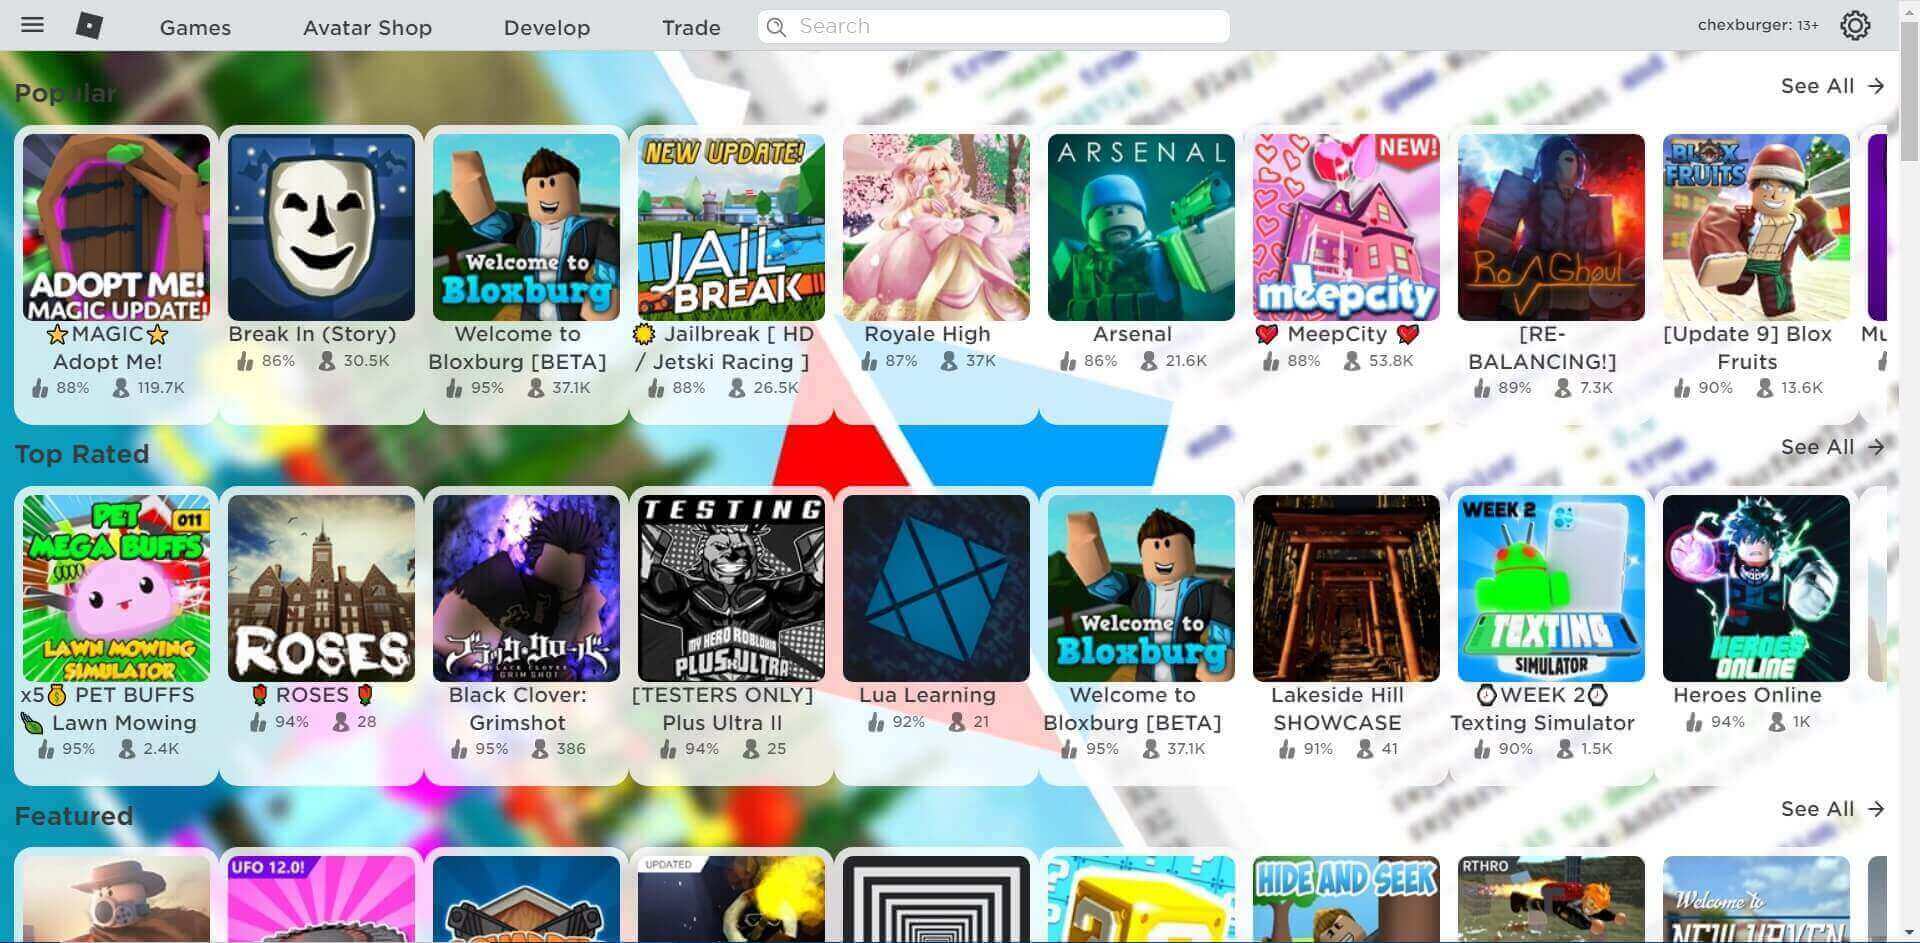 Games Avatar Shop Develop Trade Search chexburger: 13+
Popular
See All →
ADOPT ME!
MAGIC UPDATE!
⭐MAGIC⭐
Adopt Me!
88% 119.7K
Break In (Story)
86% 30.5K
Welcome to
Bloxburg
Welcome to
Bloxburg [BETA]
95% 37.1K
NEW UPDATE!
JAIL
BREAK
🌟 Jailbreak [ HD
/ Jetski Racing ]
88% 26.5K
Royale High
87% 37K
ARSENAL
Arsenal
86% 21.6K
NEW!
meepcity
💖 MeepCity 💖
88% 53.8K
Ro Ghoul
[RE-
BALANCING!]
89% 7.3K
BLOX
FRUITS
[Update 9] Blox
Fruits
90% 13.6K
Mu
Top Rated
See All →
PET
011
MEGA BUFFS
LAWN MOWING
SIMULATOR
x5💰 PET BUFFS
🍃 Lawn Mowing
95% 2.4K
ROSES
🌹 ROSES 🌹
94% 28
ブラッククローバー
BLACK CLOVER
GRIM SHOT
Black Clover:
Grimshot
95% 386
TESTING
MY HERO ROBLOXIA
PLUS ULTRA
[TESTERS ONLY]
Plus Ultra II
94% 25
Lua Learning
92% 21
Welcome to
Bloxburg
Welcome to
Bloxburg [BETA]
95% 37.1K
Lakeside Hill
SHOWCASE
91% 41
WEEK 2
TEXTING
SIMULATOR
⌚WEEK 2⌚
Texting Simulator
90% 1.5K
HEROES
ONLINE
Heroes Online
94% 1K
Featured
See All →
UFO 12.0!
UPDATED
HIDE AND SEEK
RTHRO
Welcome to
NEW HAVEN